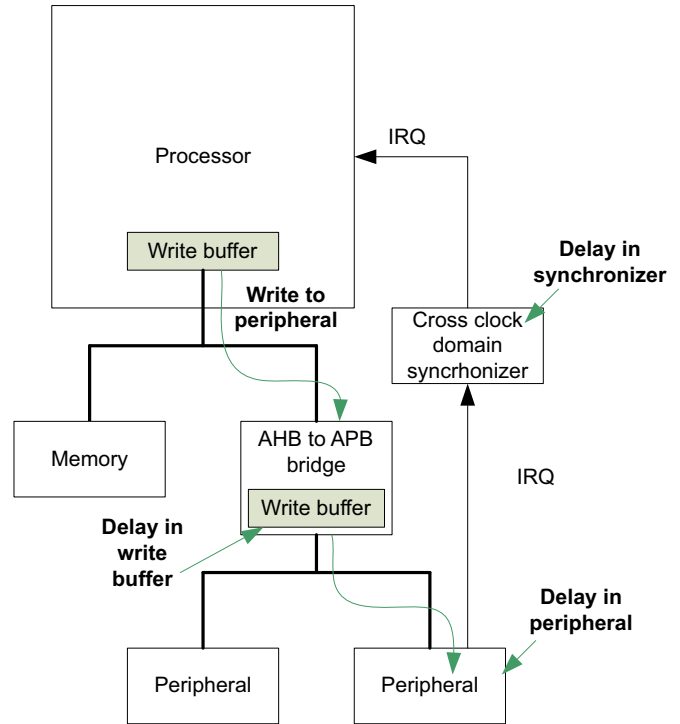 IRQ
Processor
Write buffer
Delay in
synchronizer
Write to
peripheral
Cross clock
domain
syncrhonizer
Memory
AHB to APB
bridge
IRQ
Write buffer
Delay in
write
buffer
Delay in
peripheral
Peripheral
Peripheral